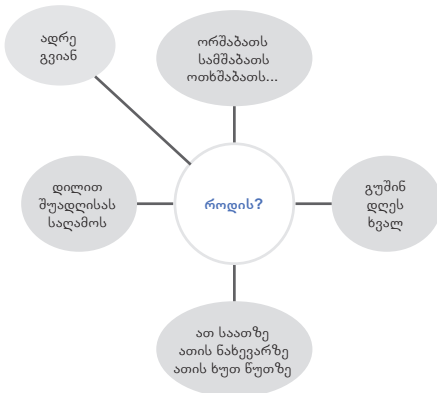 ადრე
გვიან
ორშაბათს
სამშაბათს
ოთხშაბათს...
დილით
შუადღისას
საღამოს
როდის?
გუშინ
დღეს
ხვალ
ათ საათზე
ათის ნახევარზე
ათის ხუთ წუთზე